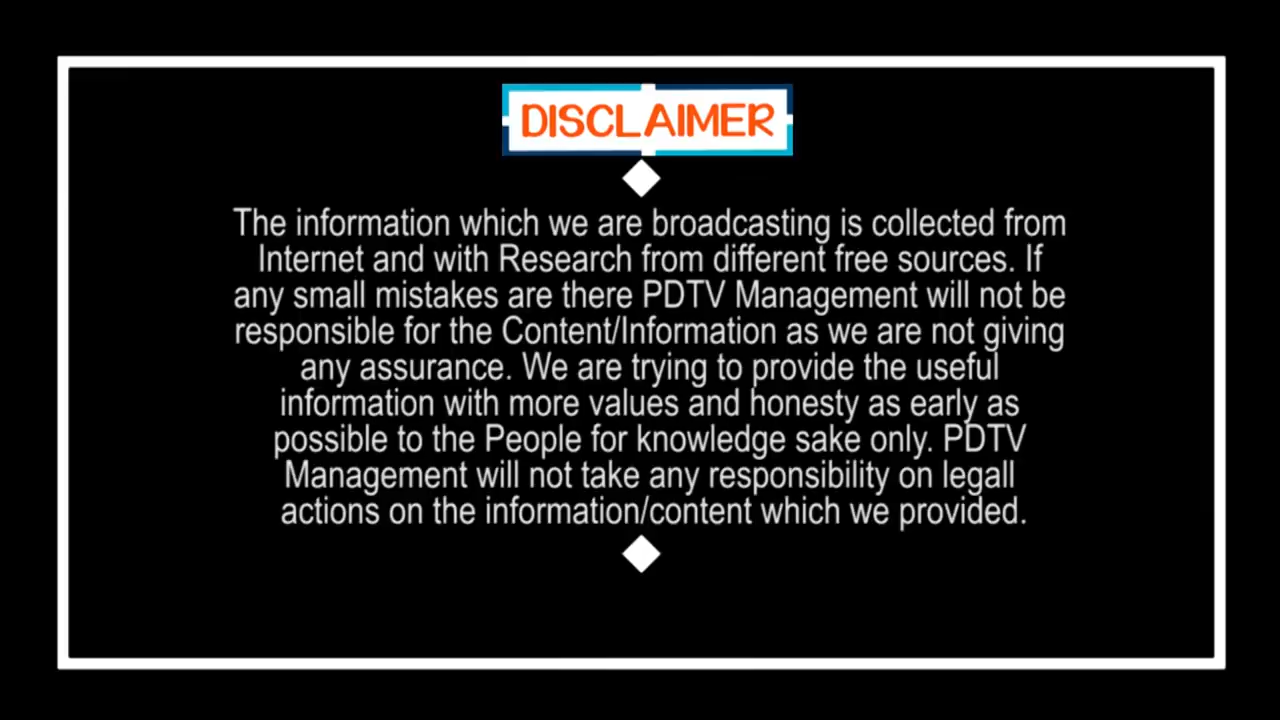 DISCLAIMER
The information which we are broadcasting is collected from
Internet and with Research from different free sources. If
any small mistakes are there PDTV Management will not be
responsible for the Content/Information as we are not giving
any assurance. We are trying to provide the useful
information with more values and honesty as early as
possible to the People for knowledge sake only. PDTV
Management will not take any responsibility on legall
actions on the information/content which we provided.